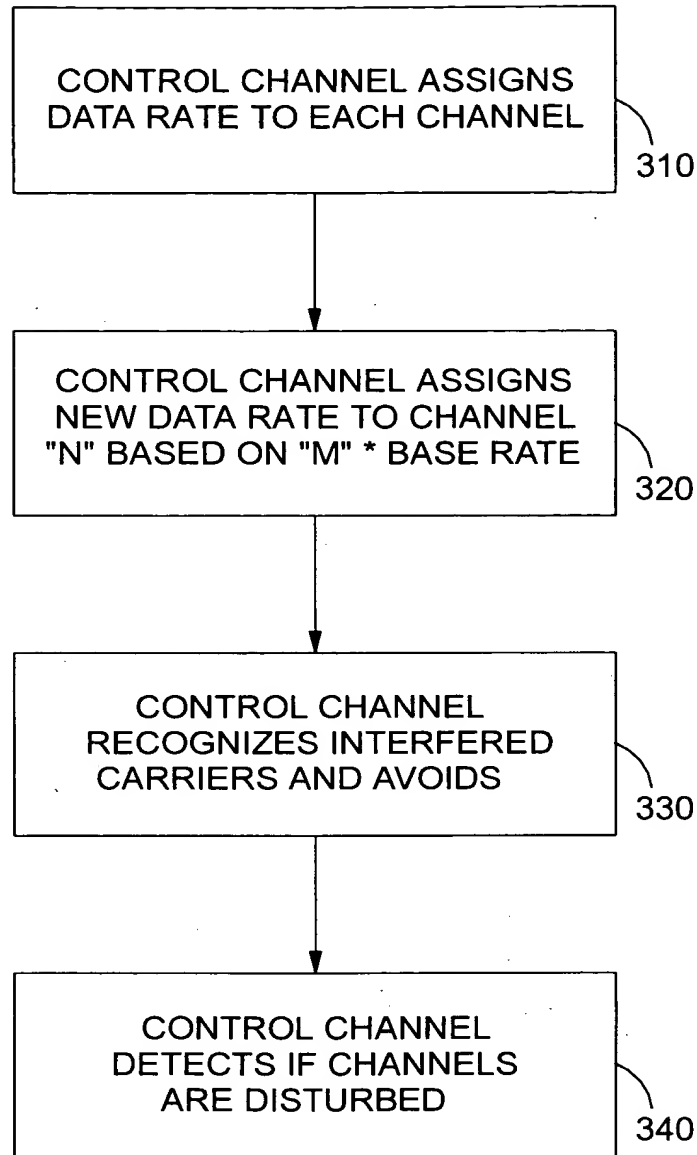 CONTROL CHANNEL ASSIGNS
DATA RATE TO EACH CHANNEL
310
CONTROL CHANNEL ASSIGNS
NEW DATA RATE TO CHANNEL
"N" BASED ON "M" * BASE RATE
320
CONTROL CHANNEL
RECOGNIZES INTERFERED
CARRIERS AND AVOIDS
330
CONTROL CHANNEL
DETECTS IF CHANNELS
ARE DISTURBED
340